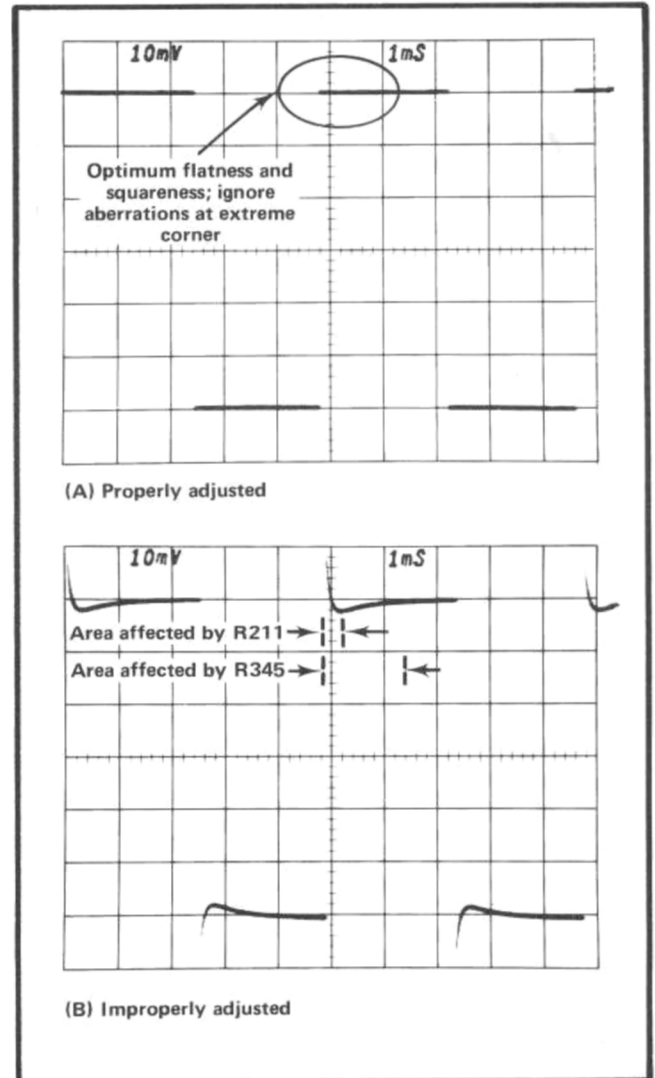 10mV 1mS
Optimum flatness and
squareness; ignore
aberrations at extreme
corner
(A) Properly adjusted
10mV 1mS
Area affected by R211
Area affected by R345
(B) Improperly adjusted